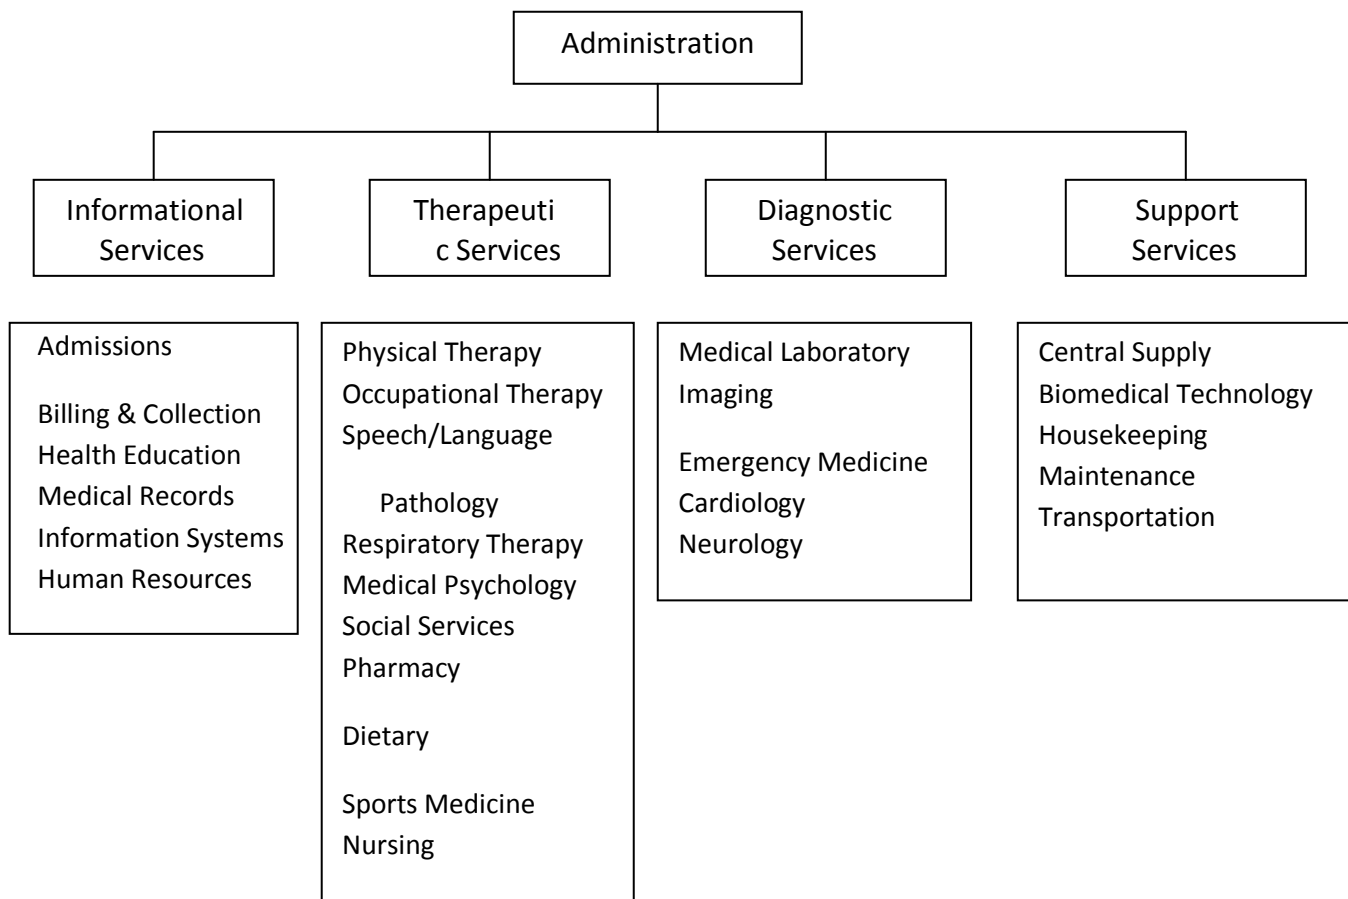 Administration
Informational
Services
Therapeuti
c Services
Diagnostic
Services
Support
Services
Admissions
Billing & Collection
Health Education
Medical Records
Information Systems
Human Resources
Physical Therapy
Occupational Therapy
Speech/Language
Pathology
Respiratory Therapy
Medical Psychology
Social Services
Pharmacy
Dietary
Sports Medicine
Nursing
Medical Laboratory
Imaging
Emergency Medicine
Cardiology
Neurology
Central Supply
Biomedical Technology
Housekeeping
Maintenance
Transportation